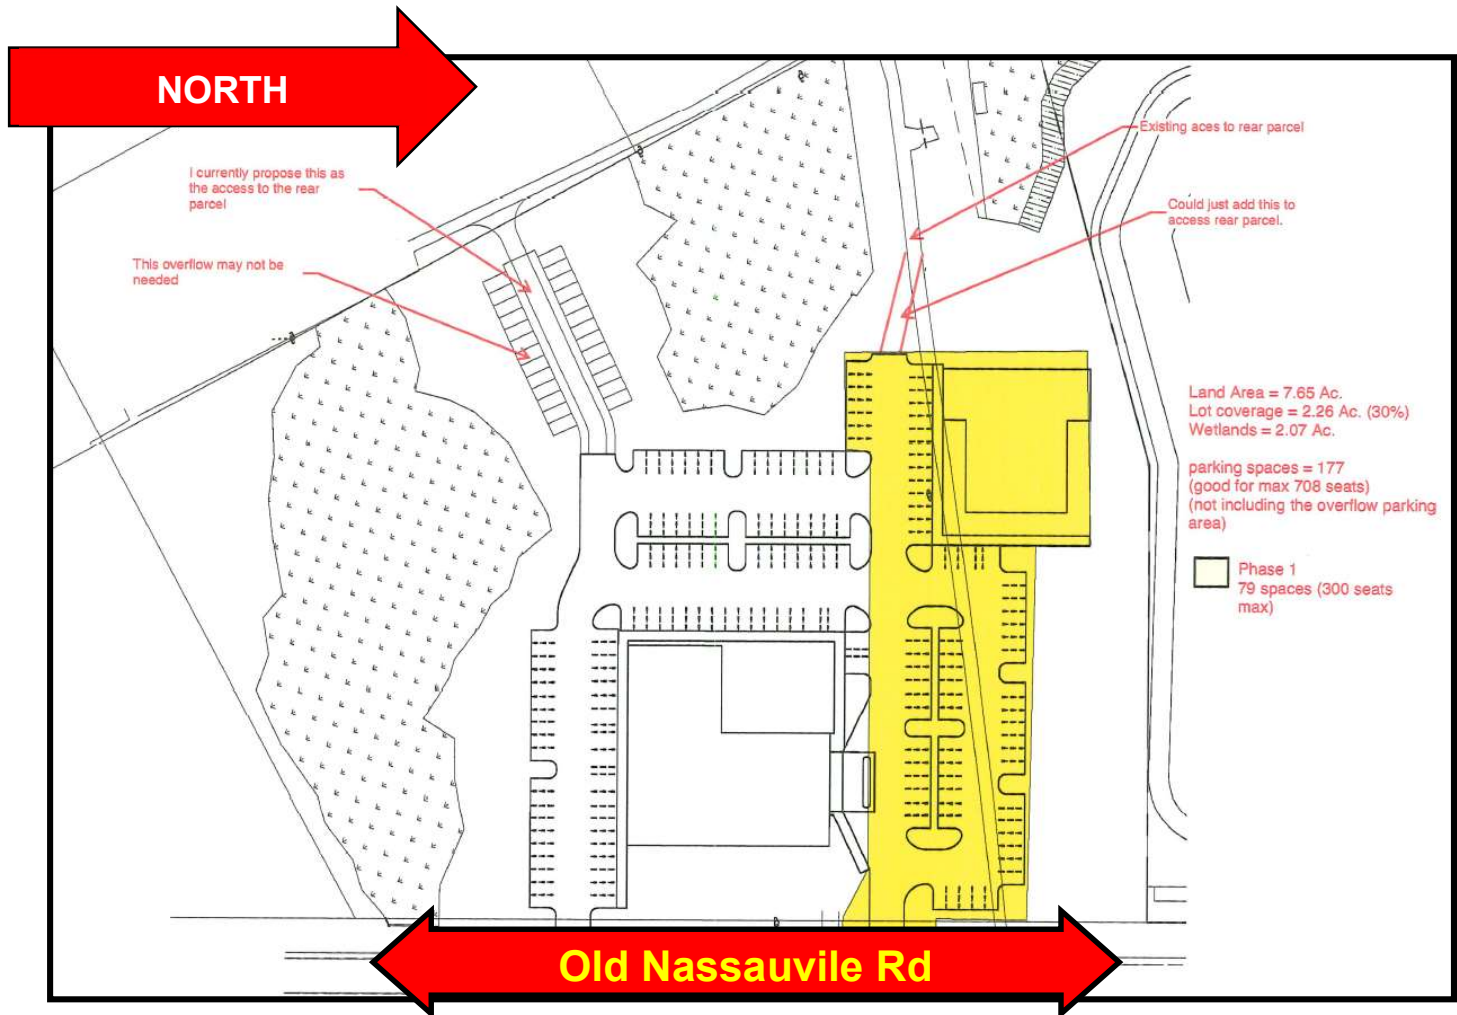 NORTH
I currently propose this as
the access to the rear
parcel
This overflow may not be
needed
Existing aces to rear parcel
Could just add this to
access rear parcel.
Land Area = 7.65 Ac.
Lot coverage = 2.26 Ac. (30%)
Wetlands = 2.07 Ac.
parking spaces = 177
(good for max 708 seats)
(not including the overflow parking
area)
Phase 1
79 spaces (300 seats
max)
Old Nassauvile Rd